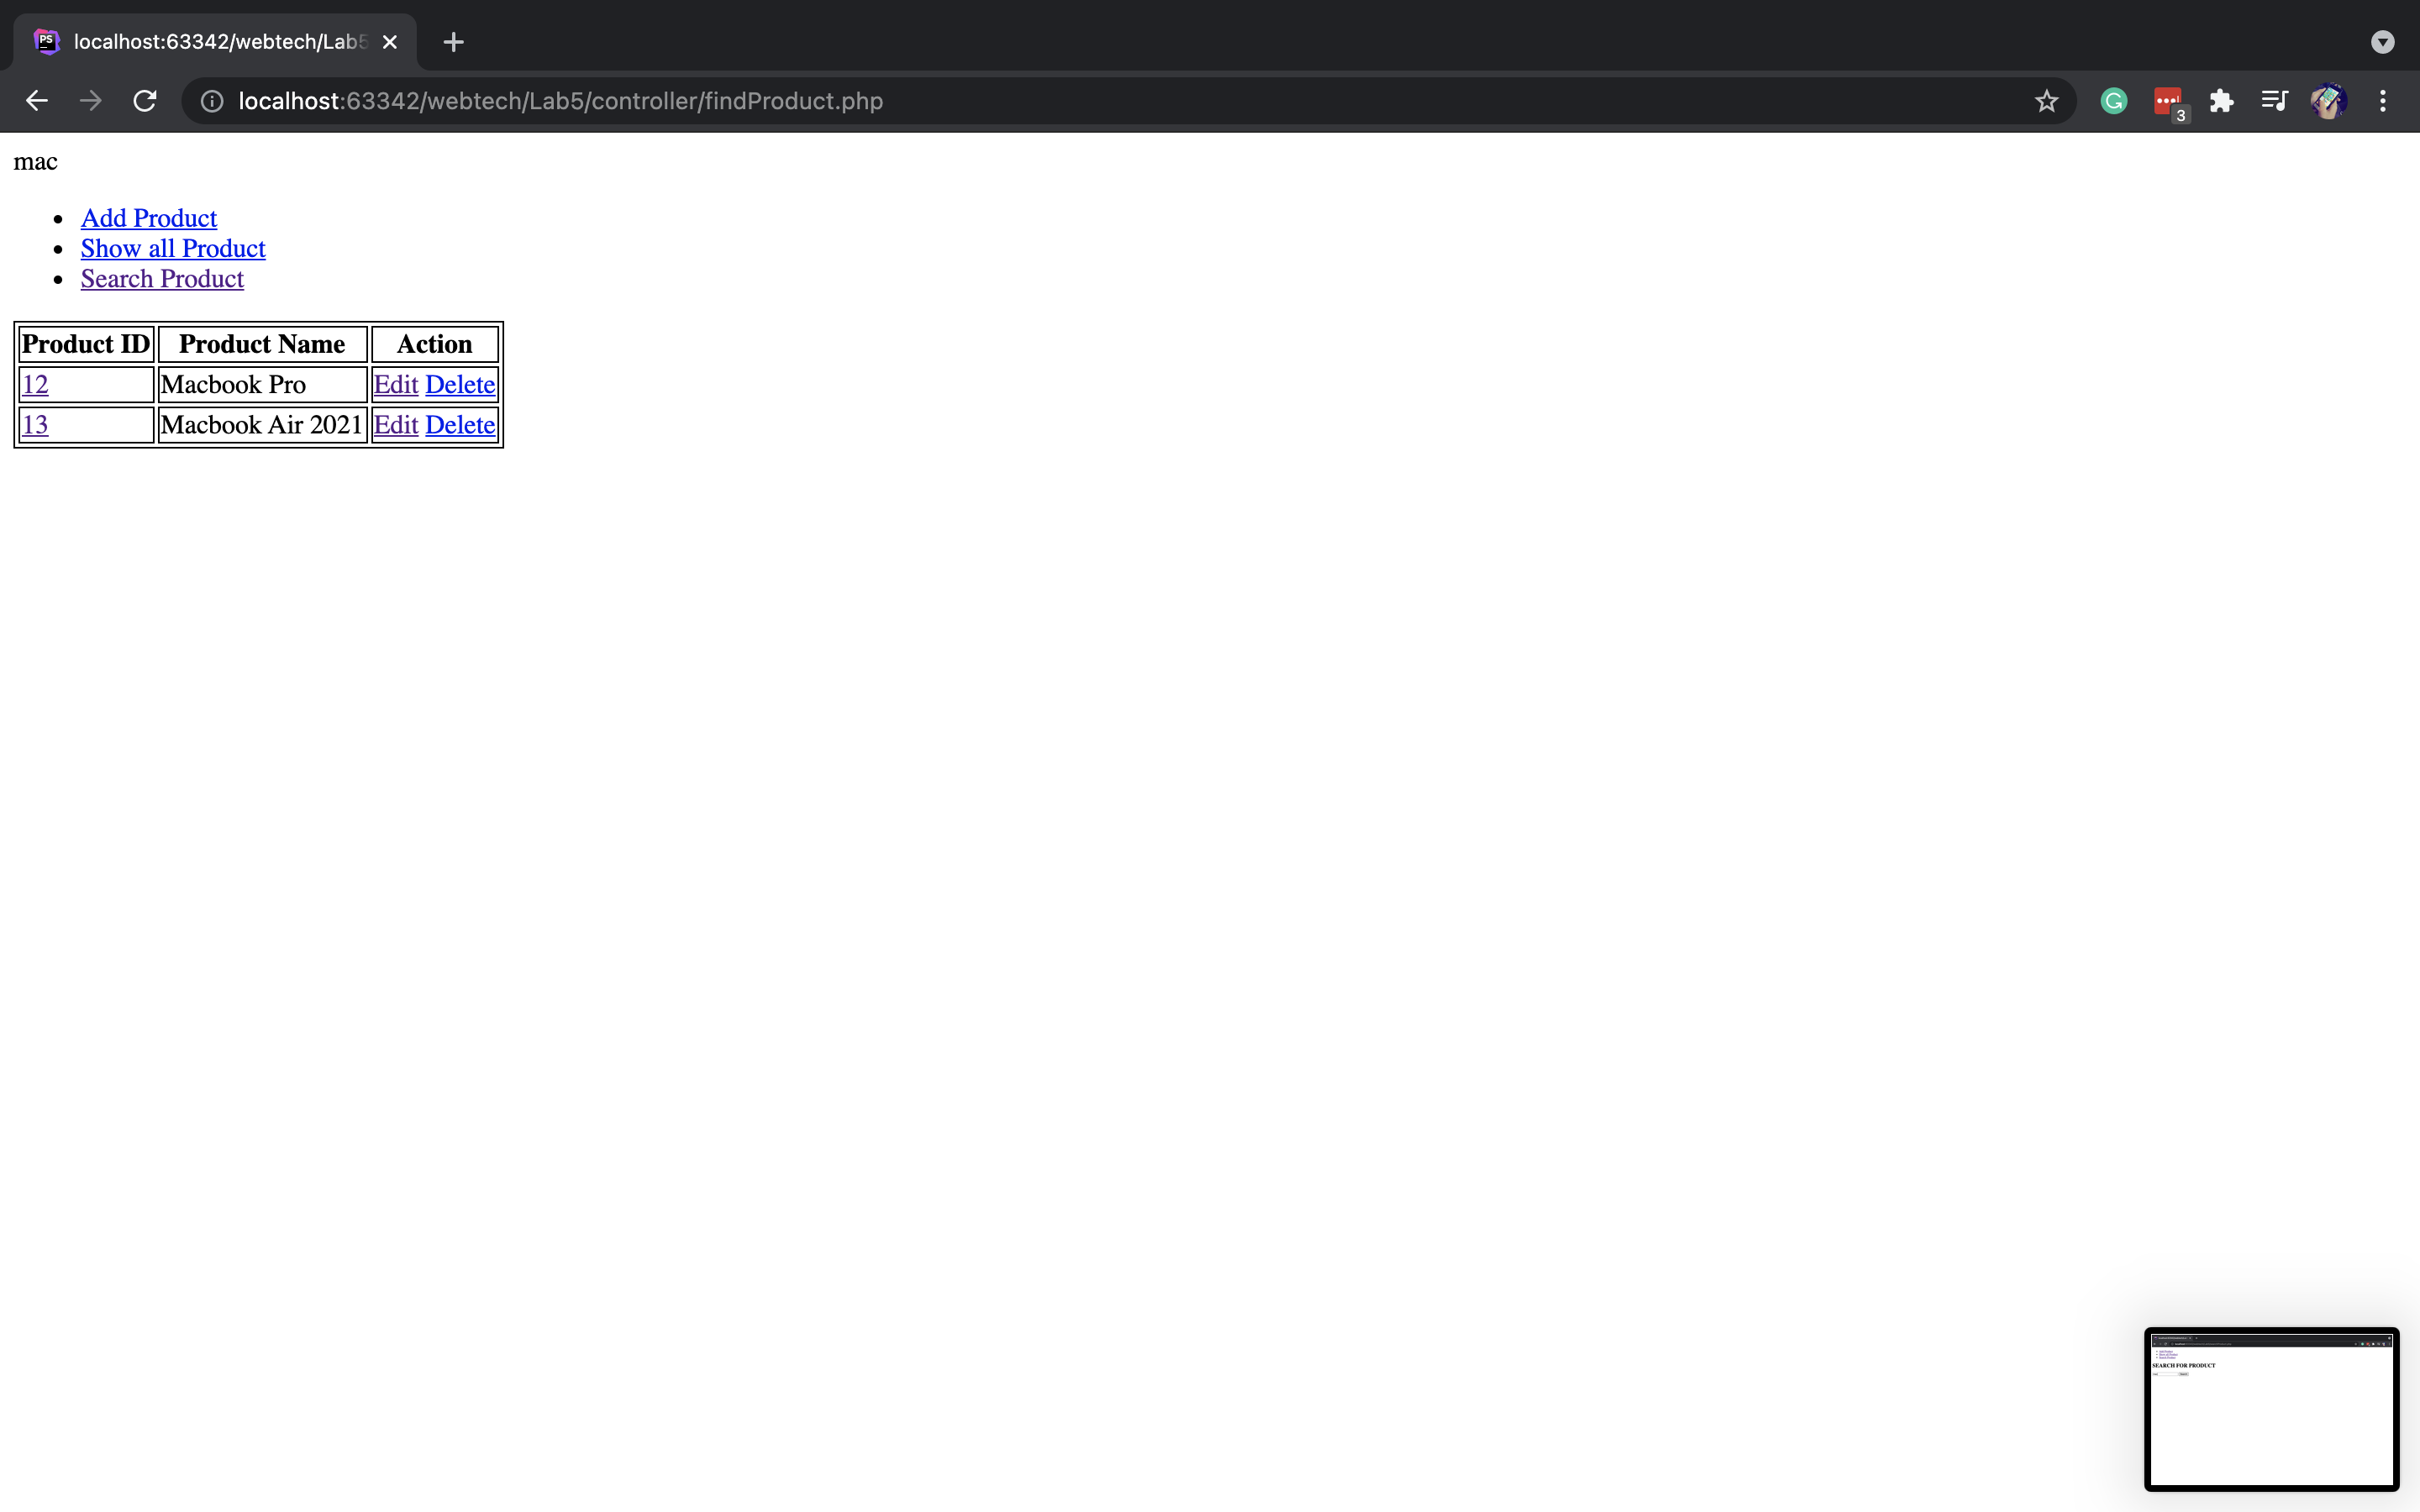 PS localhost:63342/webtech/Lab5
localhost:63342/webtech/Lab5/controller/findProduct.php
3
mac
Add Product
Show all Product
Search Product
Product ID Product Name Action
12 Macbook Pro Edit Delete
13 Macbook Air 2021 Edit Delete
SEARCH FOR PRODUCT